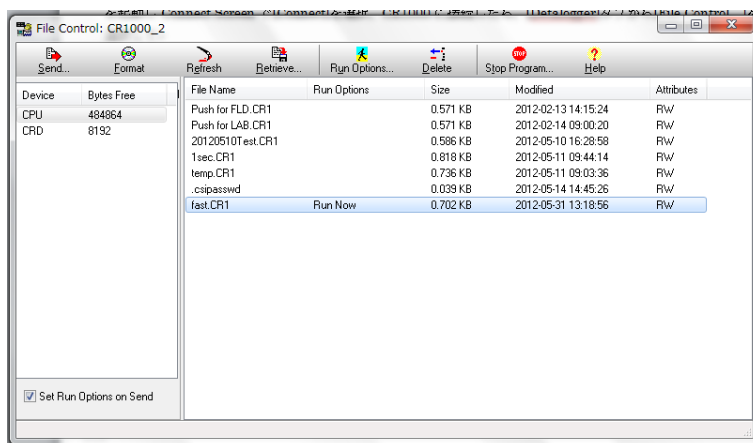 File Control: CR1000_2
Send... Format Refresh Retrieve... Run Options... Delete Stop Program... Help
Device Bytes Free
CPU 484864
CRD 8192
File Name Run Options Size Modified Attributes
Push for FLD.CR1 0.571 KB 2012-02-13 14:15:24 RW
Push for LAB.CR1 0.571 KB 2012-02-14 09:00:20 RW
20120510Test.CR1 0.586 KB 2012-05-10 16:28:58 RW
1sec.CR1 0.818 KB 2012-05-11 09:44:14 RW
temp.CR1 0.736 KB 2012-05-11 09:03:36 RW
.csipasswd 0.039 KB 2012-05-14 14:45:26 RW
fast.CR1 Run Now 0.702 KB 2012-05-31 13:18:56 RW
Set Run Options on Send